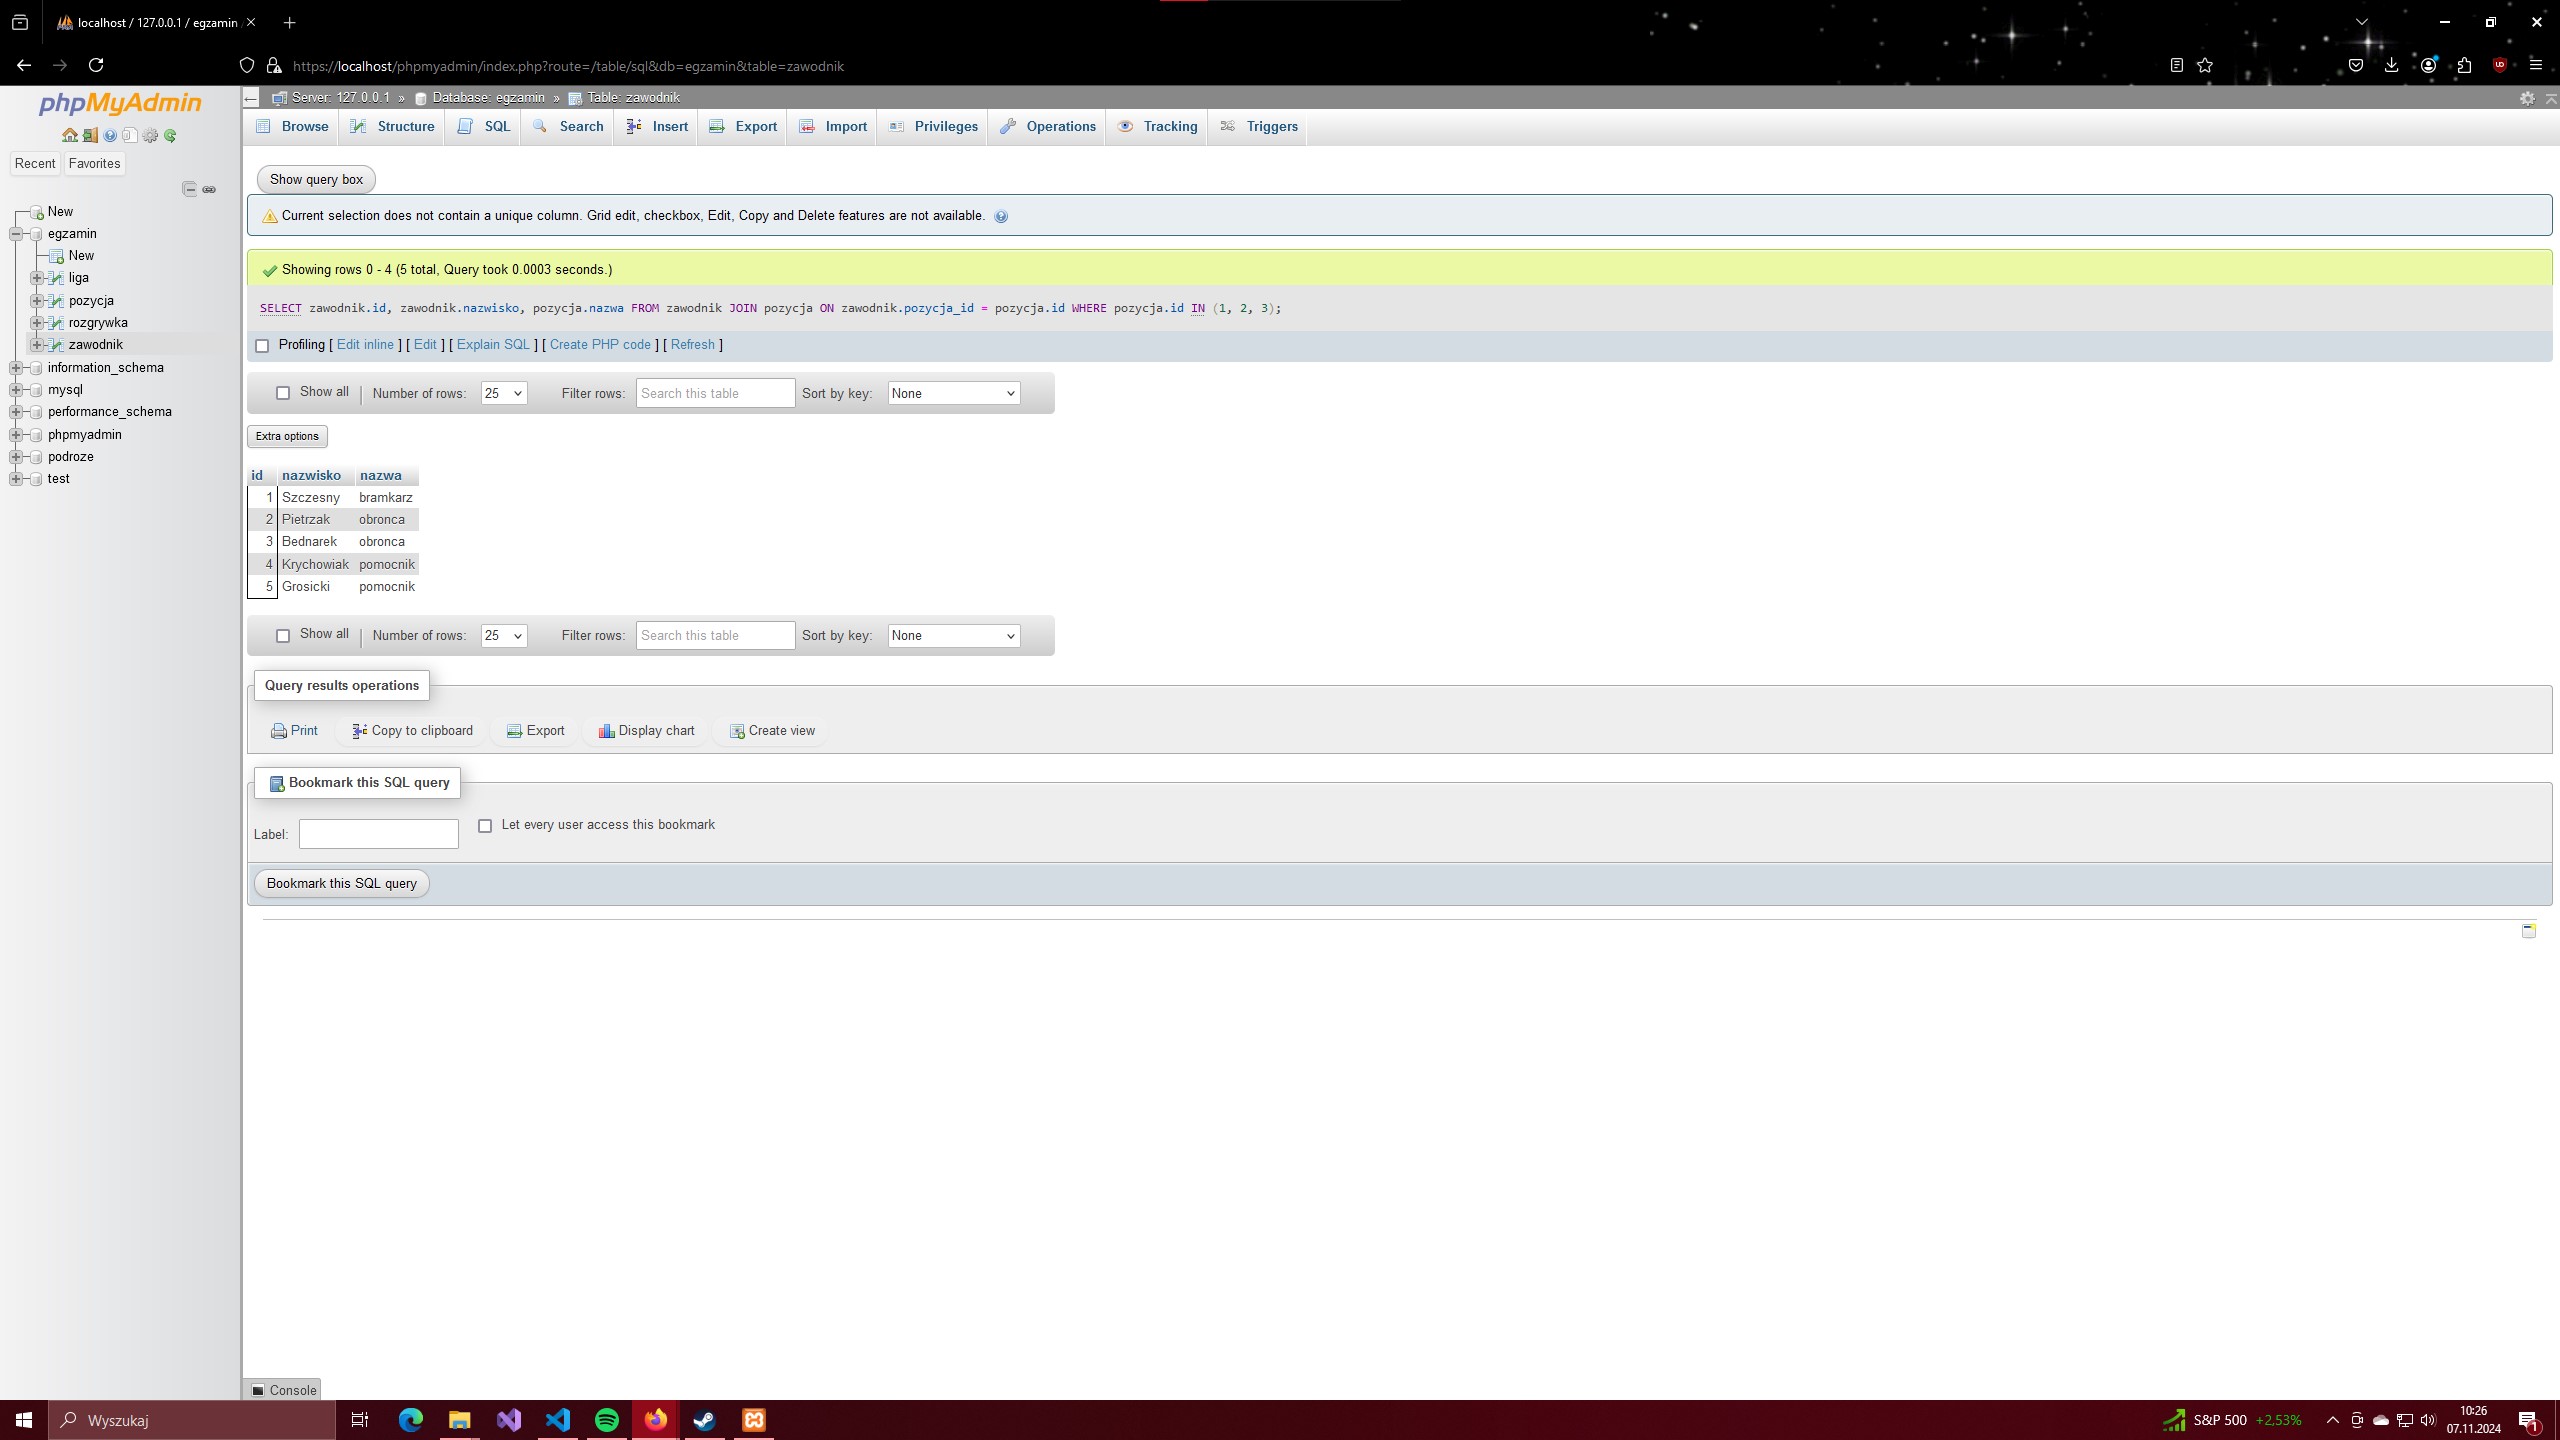 localhost / 127.0.0.1 / egzamin
https://localhost/phpmyadmin/index.php?route=/table/sql&db=egzamin&table=zawodnik
phpMyAdmin
Recent Favorites
New
egzamin
New
liga
pozycja
rozgrywka
zawodnik
information_schema
mysql
performance_schema
phpmyadmin
podroze
test
Server: 127.0.0.1 » Database: egzamin » Table: zawodnik
Browse Structure SQL Search Insert Export Import Privileges Operations Tracking Triggers
Show query box
Current selection does not contain a unique column. Grid edit, checkbox, Edit, Copy and Delete features are not available.
Showing rows 0 - 4 (5 total, Query took 0.0003 seconds.)
SELECT zawodnik.id, zawodnik.nazwisko, pozycja.nazwa FROM zawodnik JOIN pozycja ON zawodnik.pozycja_id = pozycja.id WHERE pozycja.id IN (1, 2, 3);
Profiling [ Edit inline ] [ Edit ] [ Explain SQL ] [ Create PHP code ] [ Refresh ]
Show all | Number of rows: 25 Filter rows: Search this table Sort by key: None
Extra options
id nazwisko nazwa
1 Szczesny bramkarz
2 Pietrzak obronca
3 Bednarek obronca
4 Krychowiak pomocnik
5 Grosicki pomocnik
Show all | Number of rows: 25 Filter rows: Search this table Sort by key: None
Query results operations
Print Copy to clipboard Export Display chart Create view
Bookmark this SQL query
Label: Let every user access this bookmark
Bookmark this SQL query
Console
Wyszukaj
S&P 500 +2,53%
10:26
07.11.2024
1